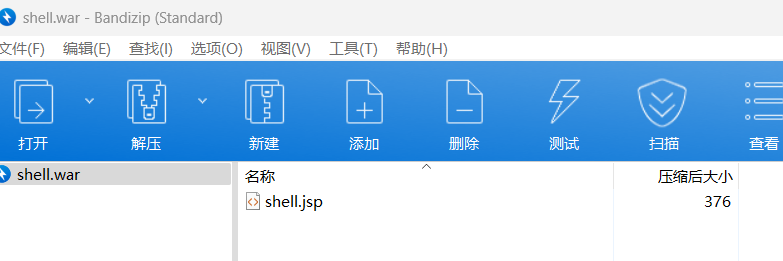 shell.war - Bandizip (Standard)
文件(F) 编辑(E) 查找(I) 选项(O) 视图(V) 工具(T) 帮助(H)
打开 解压 新建 添加 删除 测试 扫描 查看
shell.war
名称 压缩后大小
shell.jsp 376